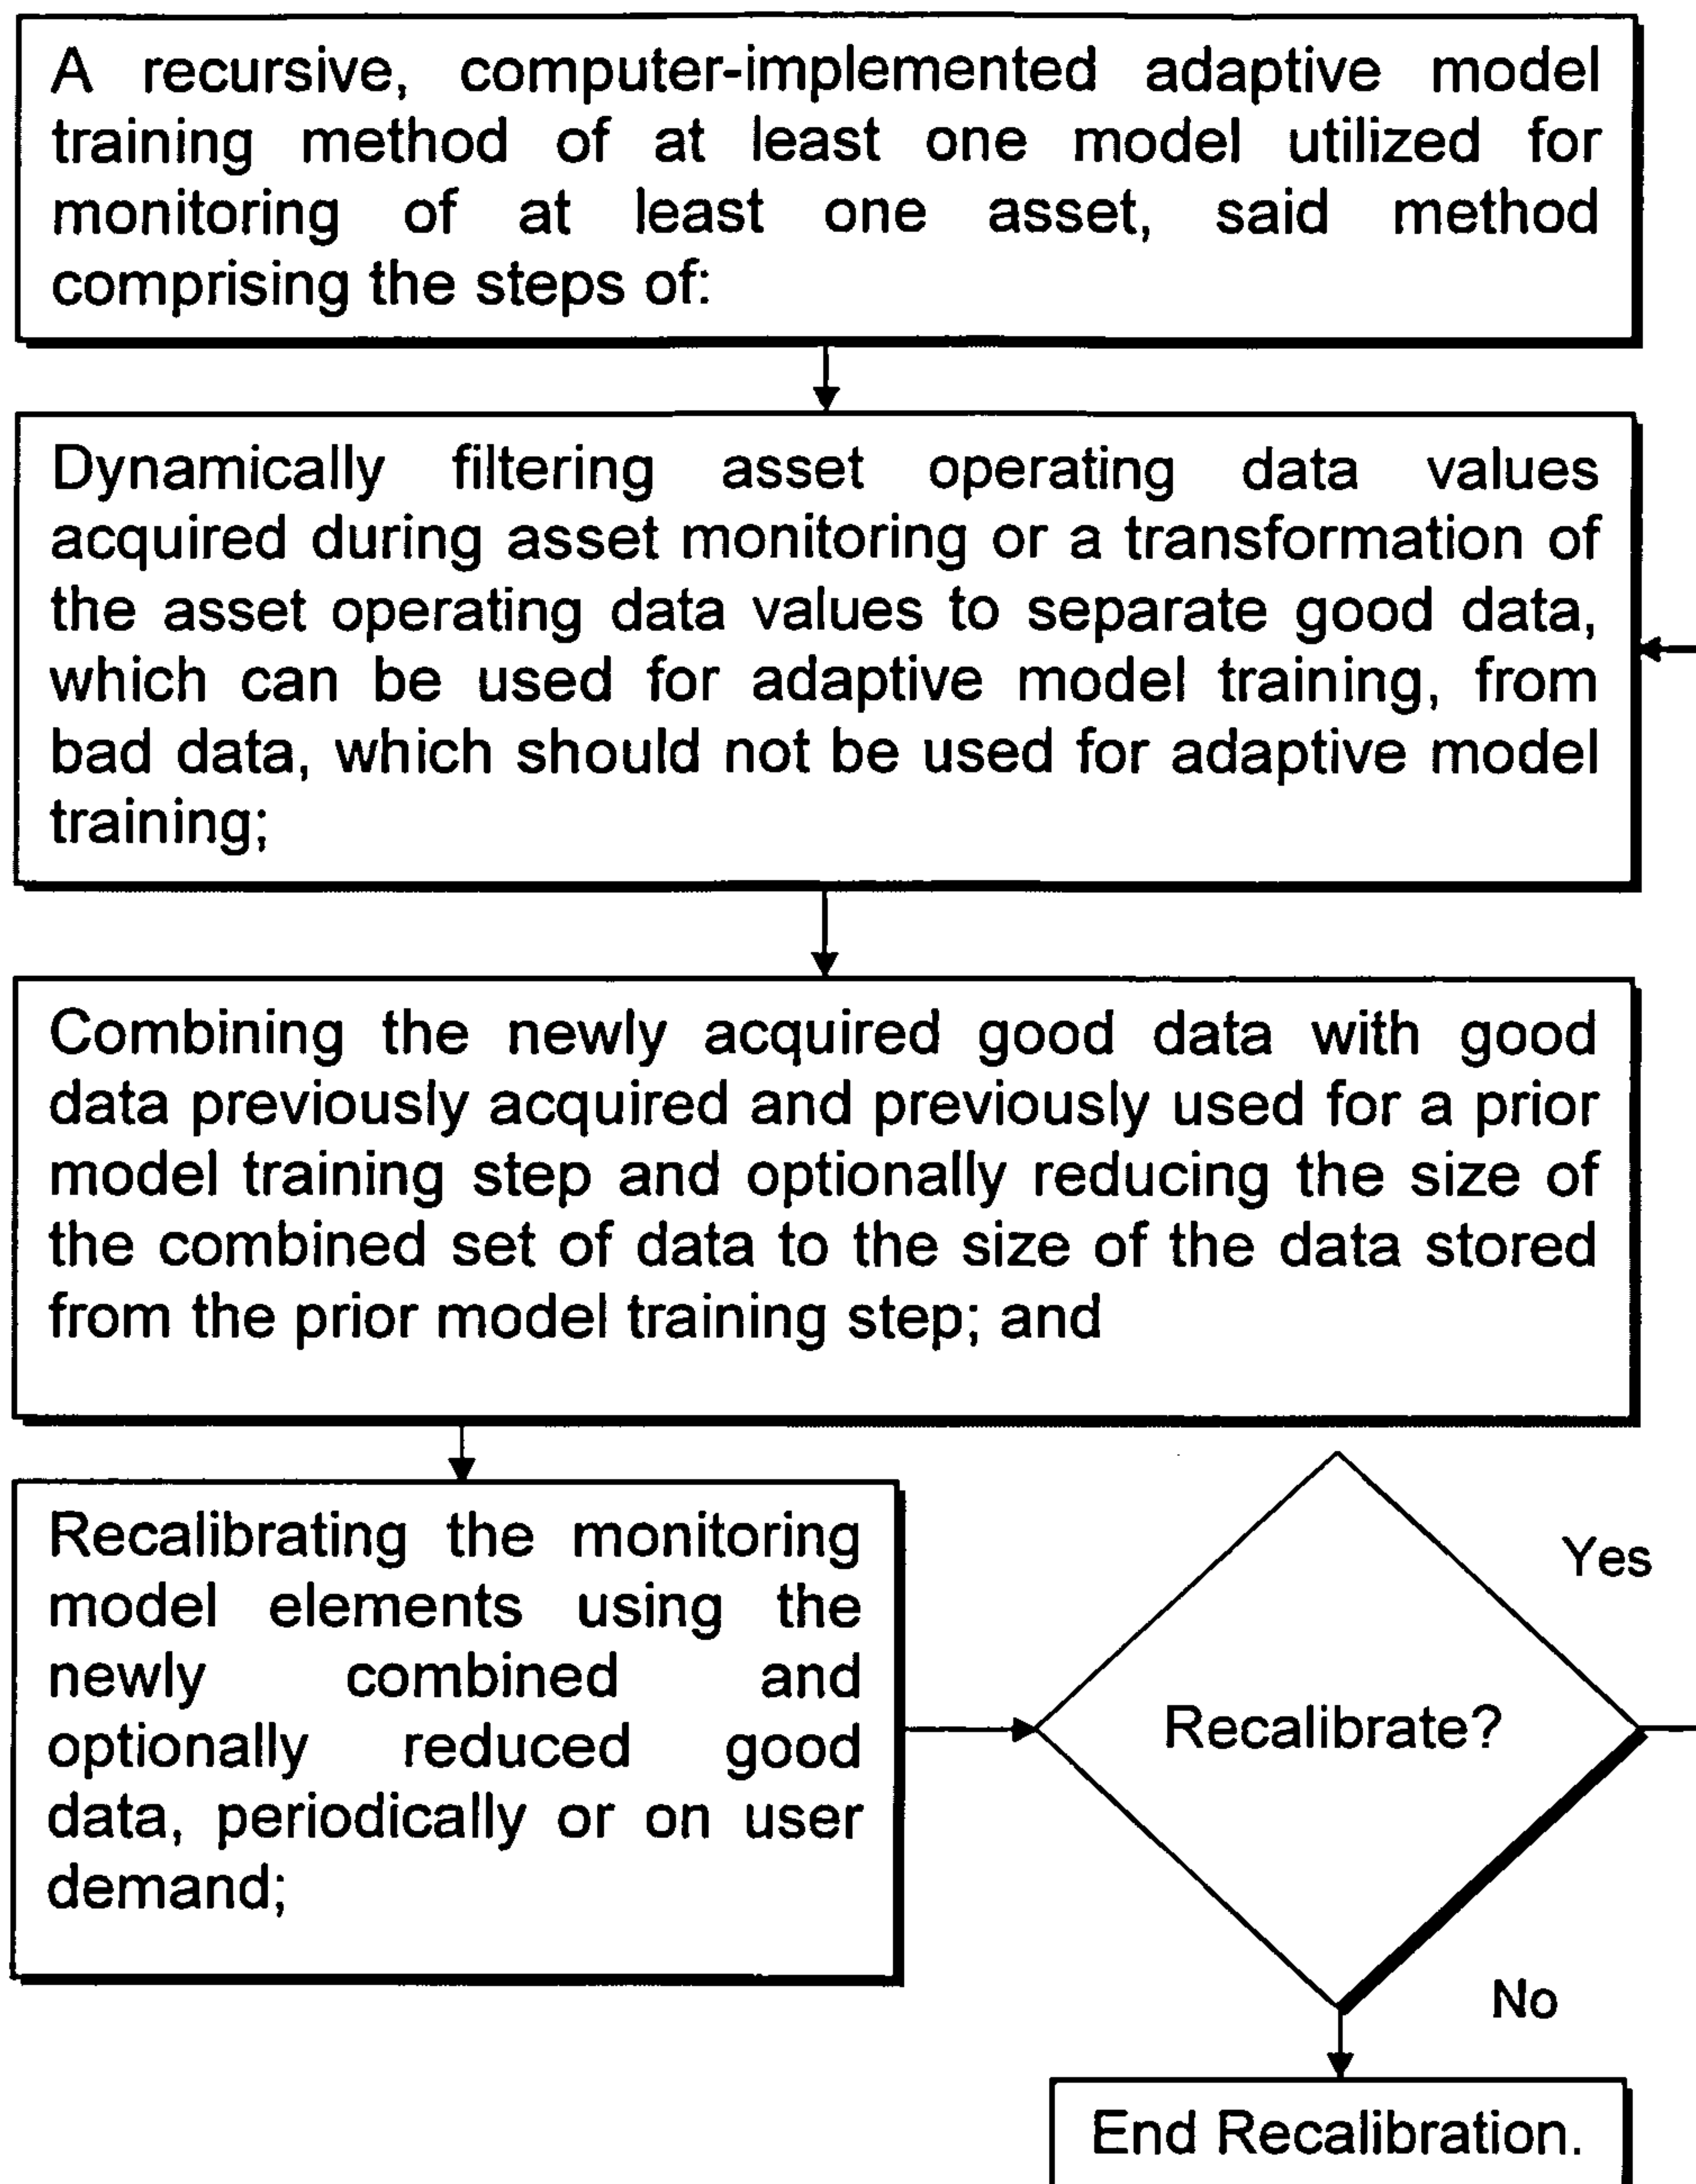 A recursive, computer-implemented adaptive model
training method of at least one model utilized for
monitoring of at least one asset, said method
comprising the steps of:
Dynamically filtering asset operating data values
acquired during asset monitoring or a transformation of
the asset operating data values to separate good data,
which can be used for adaptive model training, from
bad data, which should not be used for adaptive model
training;
Combining the newly acquired good data with good
data previously acquired and previously used for a prior
model training step and optionally reducing the size of
the combined set of data to the size of the data stored
from the prior model training step; and
Recalibrating the monitoring
model elements using the
newly combined and
optionally reduced good
data, periodically or on user
demand;
Yes
Recalibrate?
No
End Recalibration.